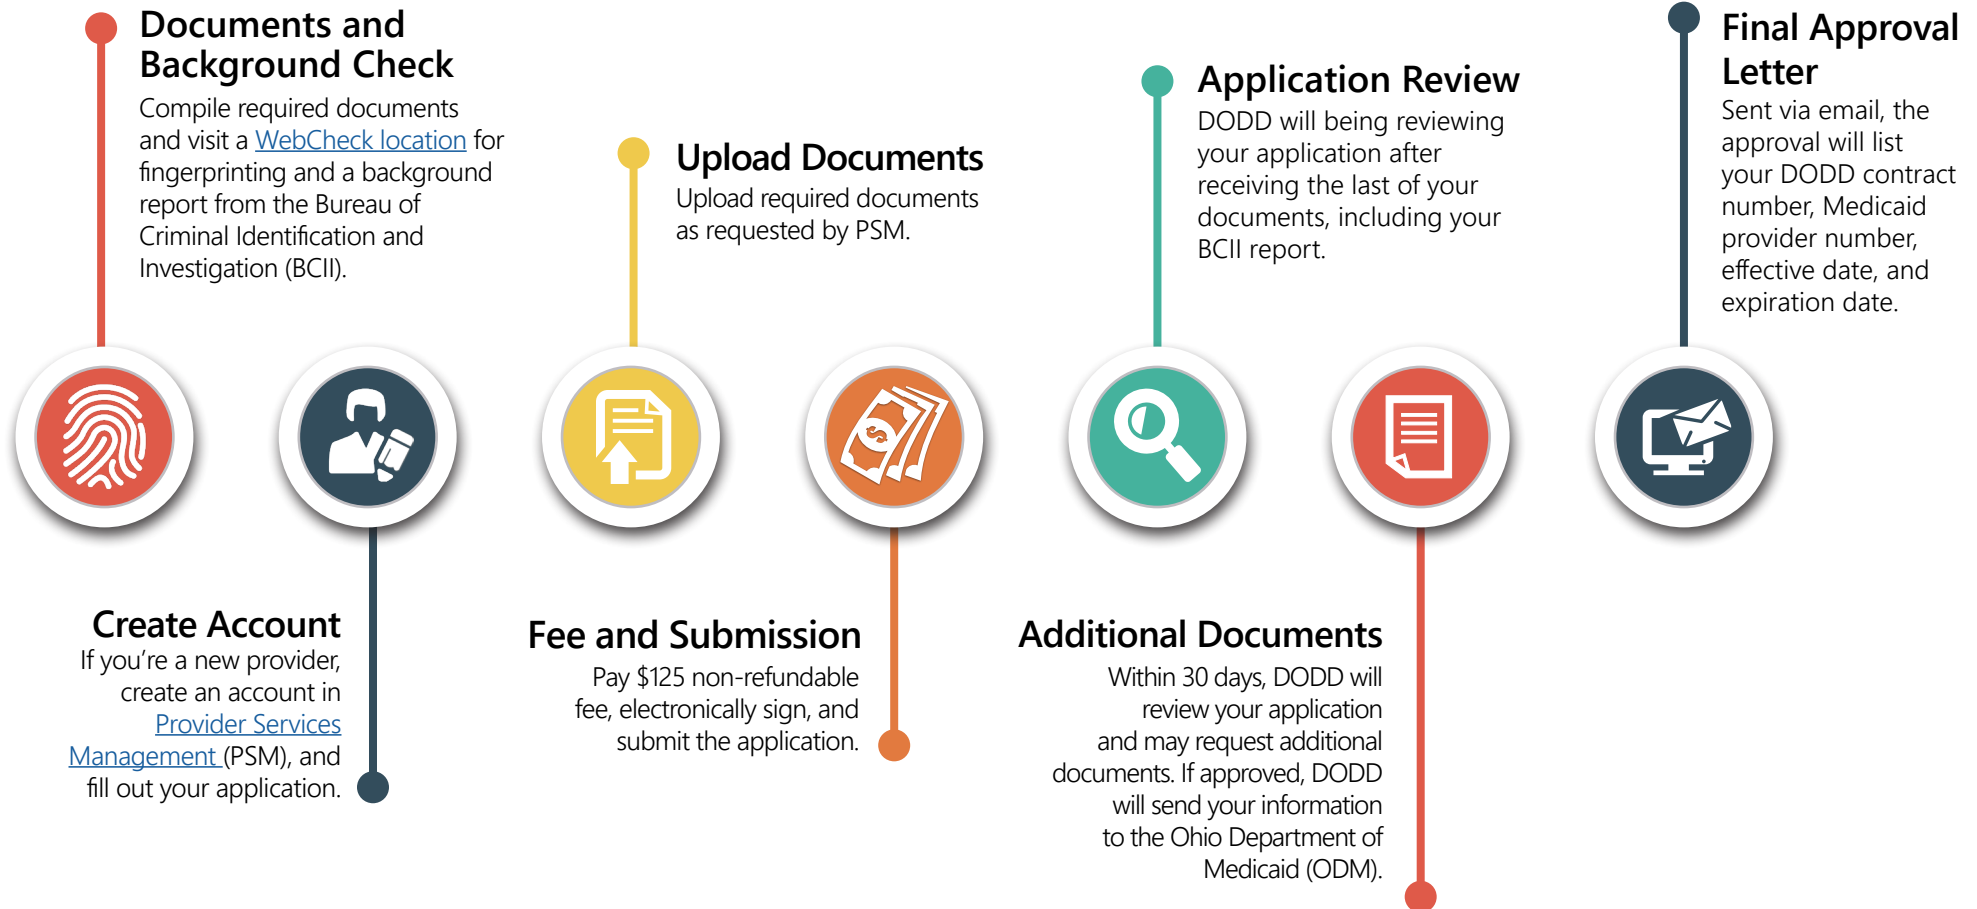 Documents and
Background Check
Compile required documents
and visit a WebCheck location for
fingerprinting and a background
report from the Bureau of
Criminal Identification and
Investigation (BCII).
Create Account
If you’re a new provider,
create an account in
Provider Services
Management (PSM), and
fill out your application.
Upload Documents
Upload required documents
as requested by PSM.
Fee and Submission
Pay $125 non-refundable
fee, electronically sign, and
submit the application.
Application Review
DODD will being reviewing
your application after
receiving the last of your
documents, including your
BCII report.
Additional Documents
Within 30 days, DODD will
review your application
and may request additional
documents. If approved, DODD
will send your information
to the Ohio Department of
Medicaid (ODM).
Final Approval
Letter
Sent via email, the
approval will list
your DODD contract
number, Medicaid
provider number,
effective date, and
expiration date.
$